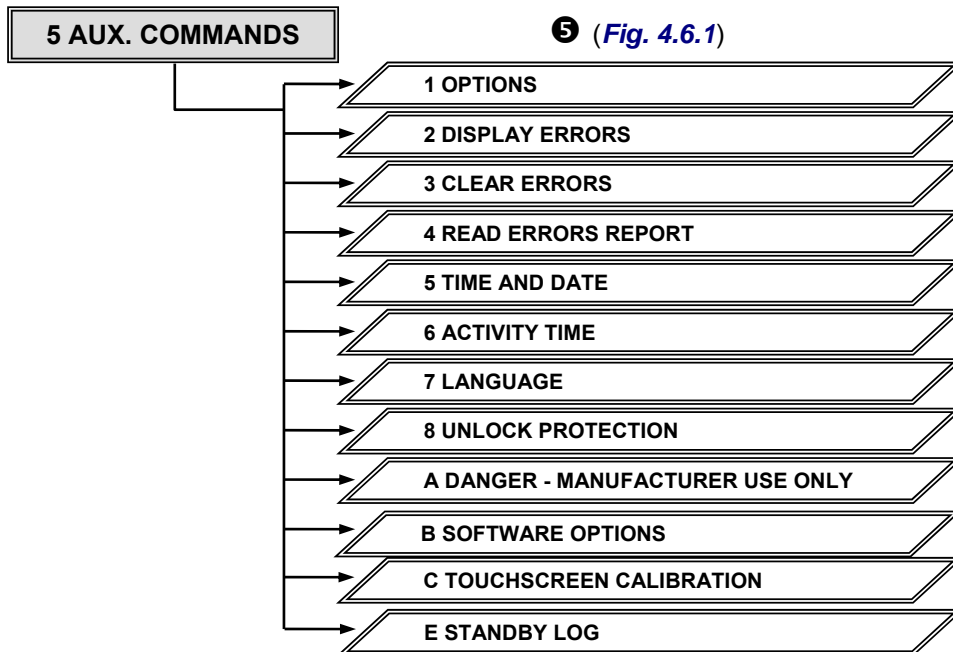 5 AUX. COMMANDS
❺ (Fig. 4.6.1)
1 OPTIONS
2 DISPLAY ERRORS
3 CLEAR ERRORS
4 READ ERRORS REPORT
5 TIME AND DATE
6 ACTIVITY TIME
7 LANGUAGE
8 UNLOCK PROTECTION
A DANGER - MANUFACTURER USE ONLY
B SOFTWARE OPTIONS
C TOUCHSCREEN CALIBRATION
E STANDBY LOG